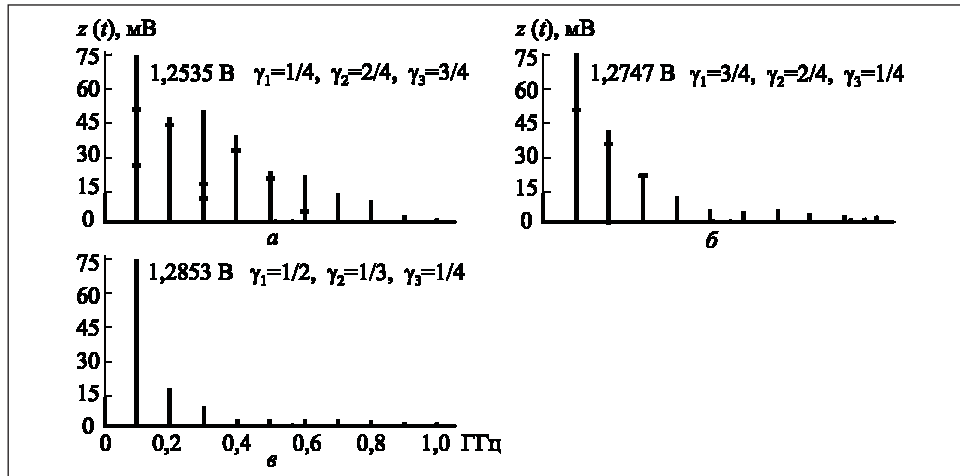 z (t), мВ
75
60
45
30
15
0
1,2535 В γ₁=1/4, γ₂=2/4, γ₃=3/4
а
z (t), мВ
75
60
45
30
15
0
1,2747 В γ₁=3/4, γ₂=2/4, γ₃=1/4
б
75
60
45
30
15
0
1,2853 В γ₁=1/2, γ₂=1/3, γ₃=1/4
0 0,2 0,4 0,6 0,8 1,0 ГГц
в